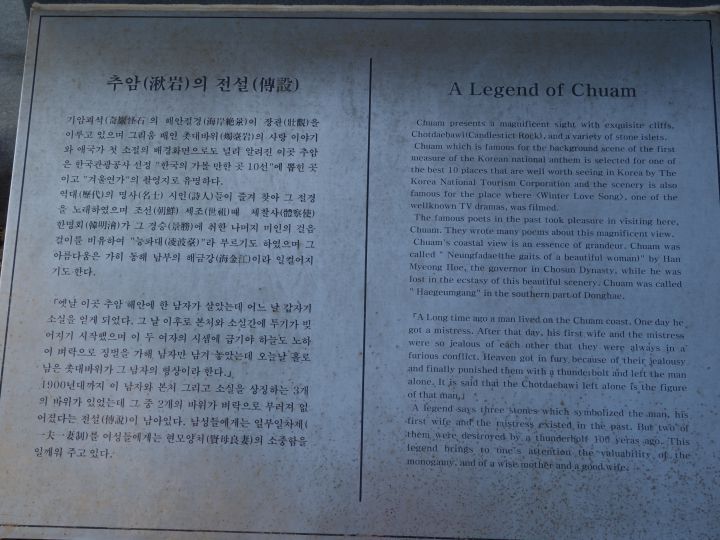 추암(湫岩)의 전설(傳設)
기암괴석(奇巖怪石)의 해안절경(海岸絶景)이 장관(壯觀)을
이루고 있으며 그리움 배인 촛대바위(燭臺岩)의 사랑 이야기
와 애국가 첫 소절의 배경화면으로도 널리 알려진 이곳 추암
은 한국관광공사 선정 "한국의 가볼 만한 곳 10선"에 뽑힌 곳
이고 "겨울연가"의 촬영지로 유명하다.
역대(歷代)의 명사(名士) 시인(詩人)들이 즐겨 찾아 그 절경
을 노래하였으며 조선(朝鮮) 세조(世祖)때 체찰사(體察使)
한명회(韓明澮)가 그 경승(景勝)에 취한 나머지 미인의 걸음
걸이를 비유하여 "능파대(凌波臺)"라 부르기도 하였으며 그
아름다움은 가히 동해 남부의 해금강(海金江)이라 일컬어지
기도 한다.
「옛날 이곳 추암 해안에 한 남자가 살았는데 어느 날 갑자기
소실을 얻게 되었다. 그 날 이후로 본처와 소실간에 투기가 빚
어지기 시작했으며 이 두 여자의 시샘에 급기야 하늘도 노하
여 벼락으로 징벌을 가해 남자만 남겨 놓았는데 오늘날 홀로
남은 촛대바위가 그 남자의 형상이라 한다.」
1900년대까지 이 남자와 본처 그리고 소실을 상징하는 3개
의 바위가 있었는데 그 중 2개의 바위가 벼락으로 부러져 없
어졌다는 전설(傳說)이 남아있다. 남성들에게는 일부일처제(
一夫一妻制)를 여성들에게는 현모양처(賢母良妻)의 소중함을
일깨워 주고 있다.
A Legend of Chuam
Chuam presents a magnificent sight with exquisite cliffs,
Chotdaebawi(Candlestict Rock), and a variety of stone islets.
Chuam which is famous for the background scene of the first
measure of the Korean national anthem is selected for one of
the best 10 places that are well worth seeing in Korea by The
Korea National Tourism Corporation and the scenery is also
famous for the place where <Winter Love Song>, one of the
wellknown TV dramas, was filmed.
The famous poets in the past took pleasure in visiting here,
Chuam. They wrote many poems about this magnificent view.
Chuam's coastal view is an essence of grandeur. Chuam was
called " Neungfadae(the gaits of a beautiful woman)" by Han
Myeong Hoe, the governor in Chosun Dynasty, while he was
lost in the ecstasy of this beautiful scenery. Chuam was called
" Haegeumgang" in the southern part of Donghae.
「A Long time ago a man lived on the Chuam coast. One day he
got a mistress. After that day, his first wife and the mistress
were so jealous of each other that they were always in a
furious conflict. Heaven got in fury because of their jealousy
and finally punished them with a thunderbolt and left the man
alone. It is said that the Chotdaebawi left alone is the figure
of that man.」
A legend says three stones which symbolized the man, his
first wife and the mistress existed in the past. But two of
them were destroyed by a thunderbolt 100 yeras ago. This
legend brings to one's attention the valuability of the
monogamy, and of a wise mother and a good wife.